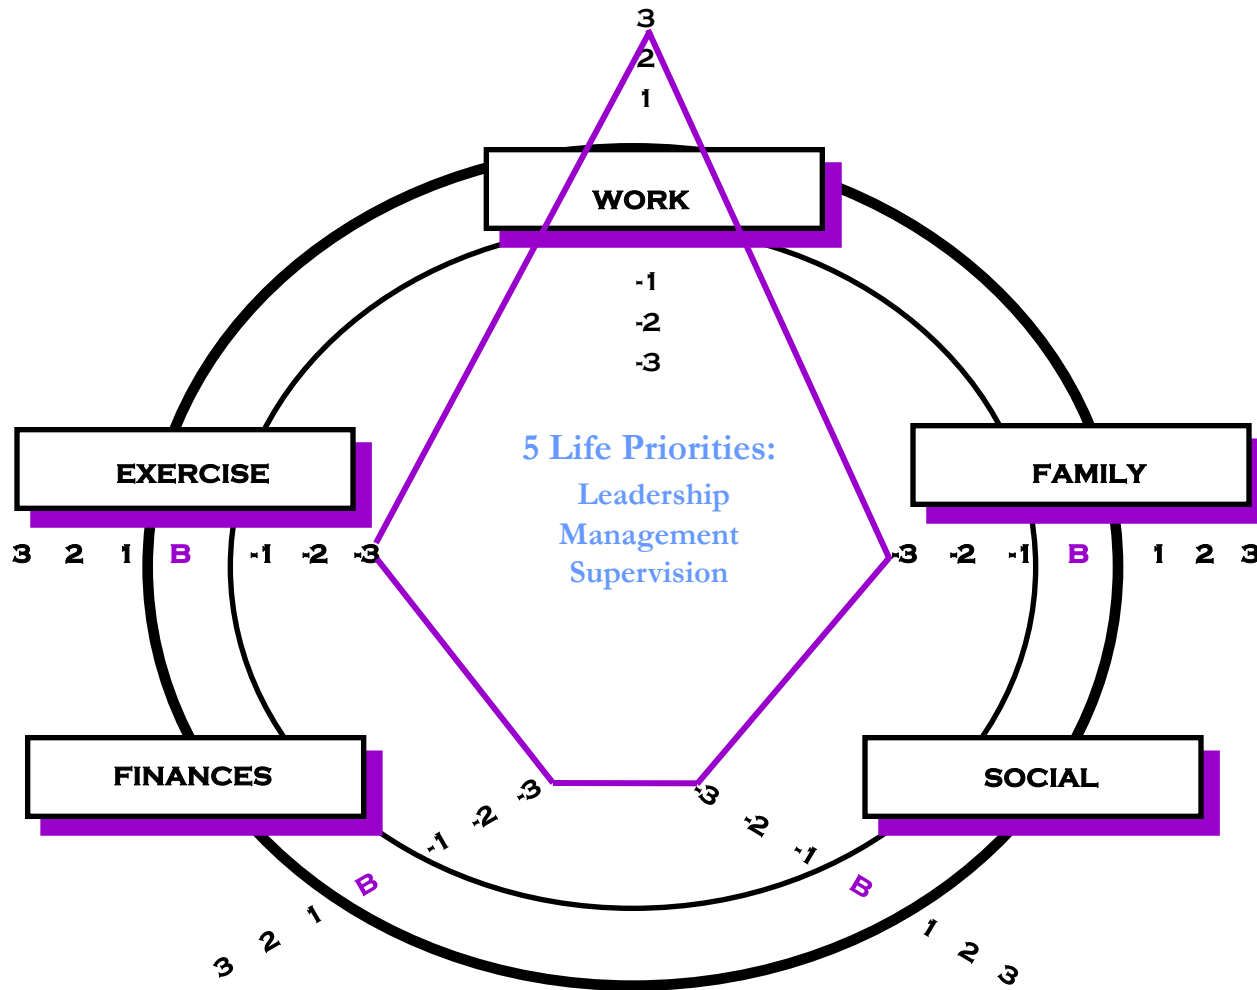 3
2
1
WORK
-1
-2
-3
5 Life Priorities:
Leadership
Management
Supervision
EXERCISE
FAMILY
3 2 1 B -1 -2 -3
-3 -2 -1 B 1 2 3
FINANCES
SOCIAL
3 2 1 B -1 -2 -3
-3 -2 -1 B 1 2 3